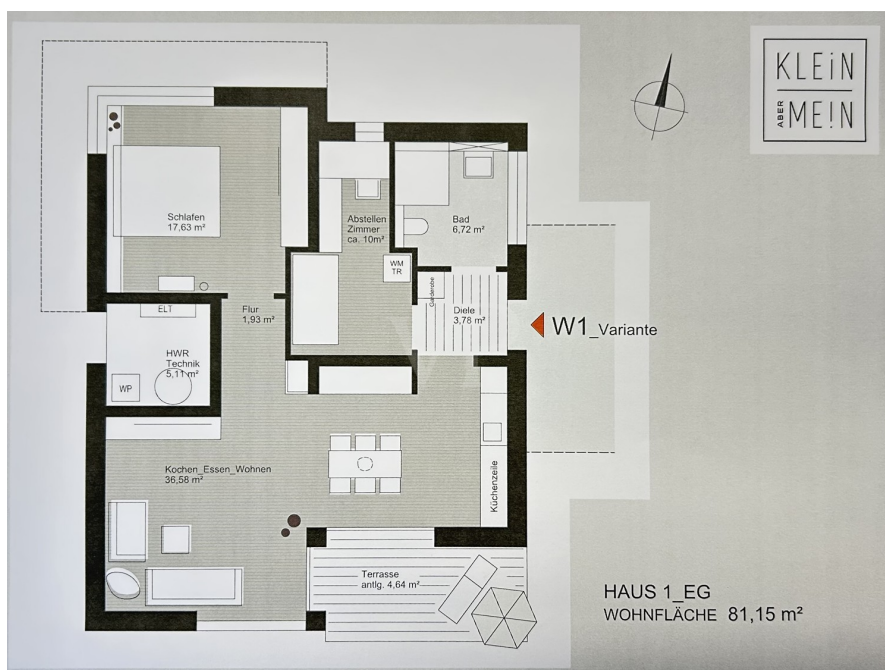 KLEiN
ABER
ME!N
Schlafen
17,63 m²
Abstellen
Zimmer
ca. 10m²
Bad
6,72 m²
WM
TR
Garderobe
ELT
Flur
1,93 m²
Diele
3,78 m²
W1_Variante
HWR
Technik
5,11 m²
WP
Kochen_Essen_Wohnen
36,58 m²
Küchenzeile
Terrasse
antlg. 4,64 m²
HAUS 1_EG
WOHNFLÄCHE 81,15 m²